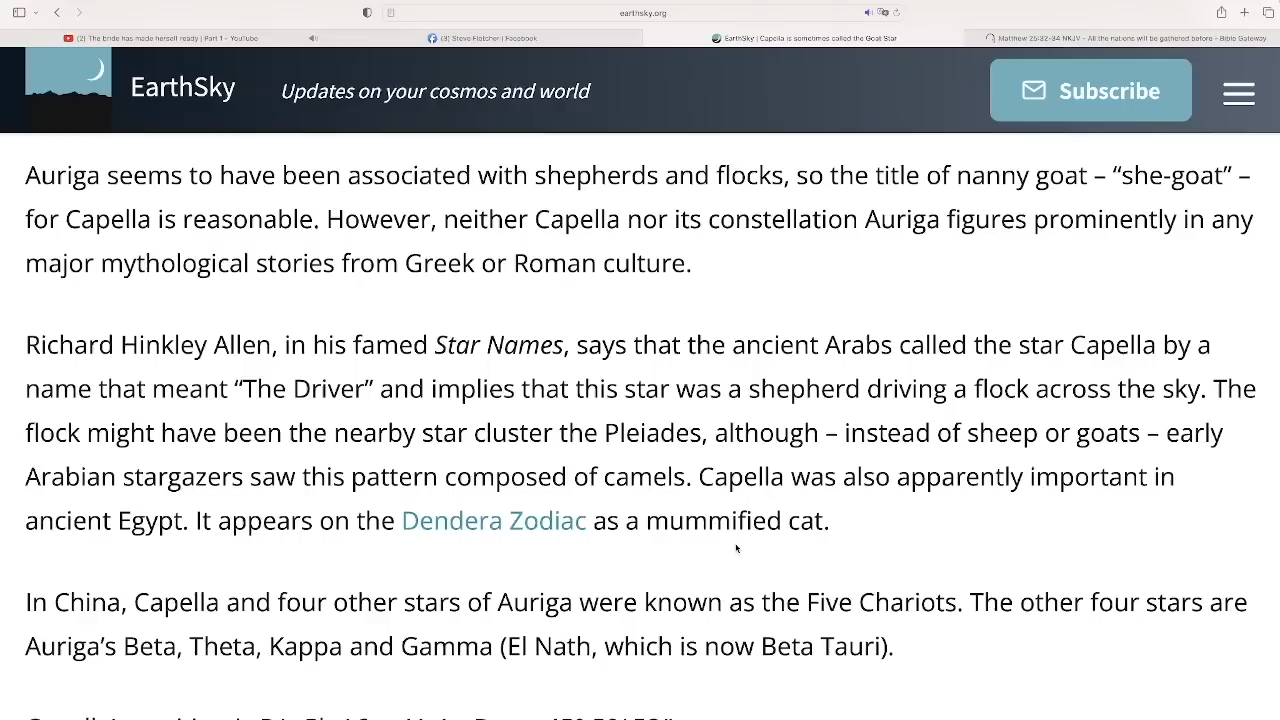 earthsky.org
(2) The bride has made herself ready | Part 1 - YouTube
(3) Steve Fletcher | Facebook
EarthSky | Capella is sometimes called the Goat Star
Matthew 25:32-34 NKJV - All the nations will be gathered before - Bible Gateway
EarthSky
Updates on your cosmos and world
Subscribe
Auriga seems to have been associated with shepherds and flocks, so the title of nanny goat – “she-goat” –
for Capella is reasonable. However, neither Capella nor its constellation Auriga figures prominently in any
major mythological stories from Greek or Roman culture.
Richard Hinkley Allen, in his famed Star Names, says that the ancient Arabs called the star Capella by a
name that meant “The Driver” and implies that this star was a shepherd driving a flock across the sky. The
flock might have been the nearby star cluster the Pleiades, although – instead of sheep or goats – early
Arabian stargazers saw this pattern composed of camels. Capella was also apparently important in
ancient Egypt. It appears on the Dendera Zodiac as a mummified cat.
In China, Capella and four other stars of Auriga were known as the Five Chariots. The other four stars are
Auriga’s Beta, Theta, Kappa and Gamma (El Nath, which is now Beta Tauri).